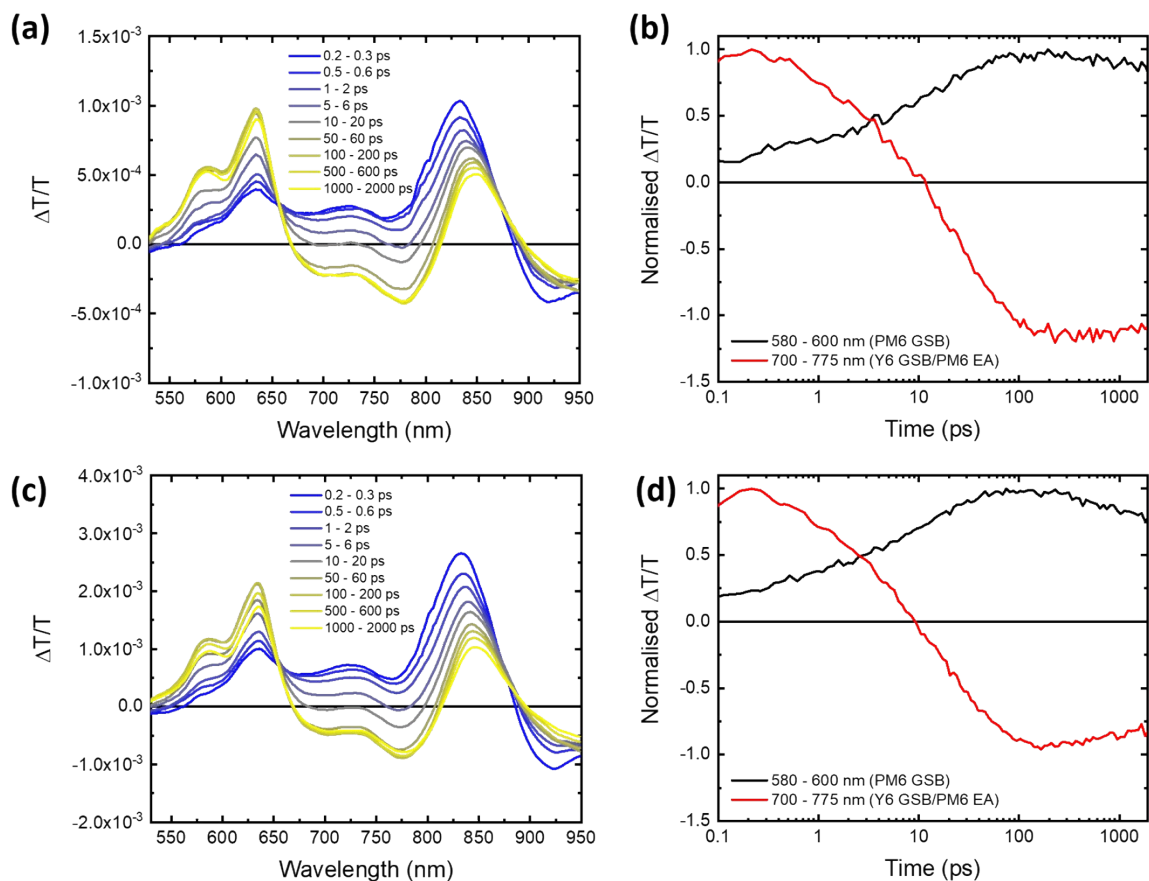 (a)
1.5x10⁻³
1.0x10⁻³
5.0x10⁻⁴
0.0
-5.0x10⁻⁴
-1.0x10⁻³
ΔT/T
0.2 - 0.3 ps
0.5 - 0.6 ps
1 - 2 ps
5 - 6 ps
10 - 20 ps
50 - 60 ps
100 - 200 ps
500 - 600 ps
1000 - 2000 ps
550 600 650 700 750 800 850 900 950
Wavelength (nm)
(b)
1.0
0.5
0.0
-0.5
-1.0
-1.5
Normalised ΔT/T
580 - 600 nm (PM6 GSB)
700 - 775 nm (Y6 GSB/PM6 EA)
0.1 1 10 100 1000
Time (ps)
(c)
4.0x10⁻³
3.0x10⁻³
2.0x10⁻³
1.0x10⁻³
0.0
-1.0x10⁻³
-2.0x10⁻³
ΔT/T
0.2 - 0.3 ps
0.5 - 0.6 ps
1 - 2 ps
5 - 6 ps
10 - 20 ps
50 - 60 ps
100 - 200 ps
500 - 600 ps
1000 - 2000 ps
550 600 650 700 750 800 850 900 950
Wavelength (nm)
(d)
1.0
0.5
0.0
-0.5
-1.0
-1.5
Normalised ΔT/T
580 - 600 nm (PM6 GSB)
700 - 775 nm (Y6 GSB/PM6 EA)
0.1 1 10 100 1000
Time (ps)